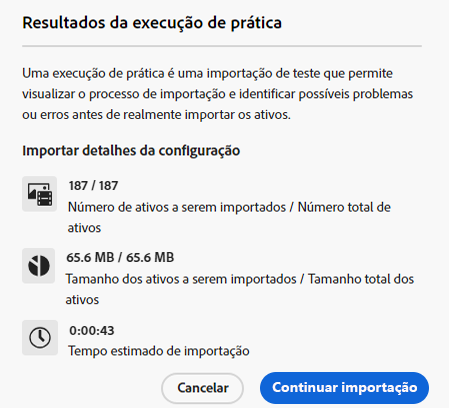 Resultados da execução de prática
Uma execução de prática é uma importação de teste que permite
visualizar o processo de importação e identificar possíveis problemas
ou erros antes de realmente importar os ativos.
Importar detalhes da configuração
187 / 187
Número de ativos a serem importados / Número total de
ativos
65.6 MB / 65.6 MB
Tamanho dos ativos a serem importados / Tamanho total dos
ativos
0:00:43
Tempo estimado de importação
Cancelar
Continuar importação